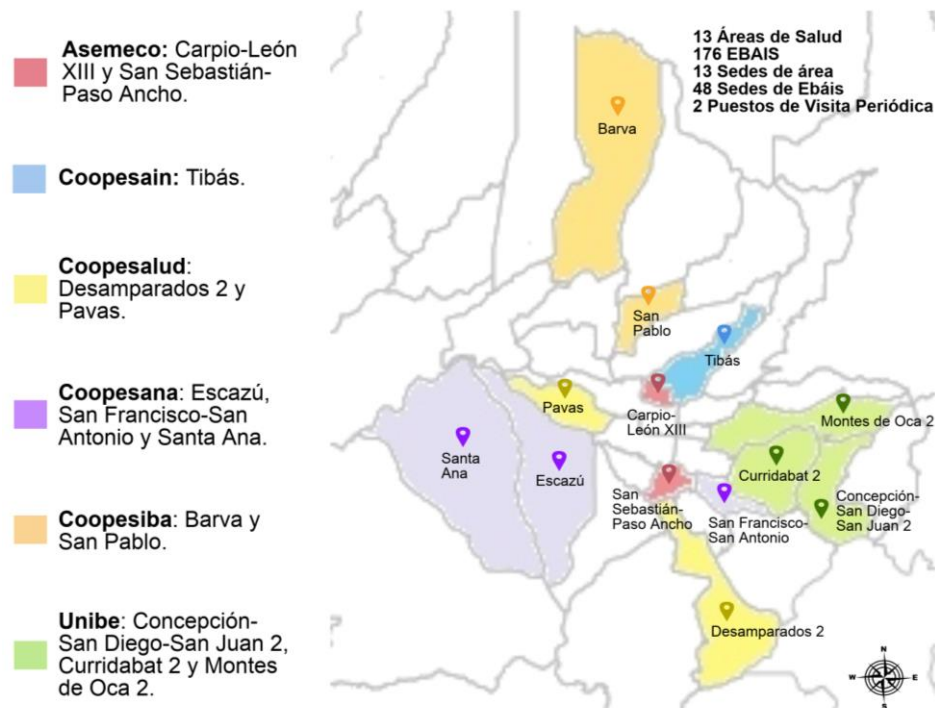 Asemeco: Carpio-León
XIII y San Sebastián-
Paso Ancho.
Coopesain: Tibás.
Coopesalud:
Desamparados 2 y
Pavas.
Coopesana: Escazú,
San Francisco-San
Antonio y Santa Ana.
Coopesiba: Barva y
San Pablo.
Unibe: Concepción-
San Diego-San Juan 2,
Curridabat 2 y Montes
de Oca 2.
13 Áreas de Salud
176 EBAIS
13 Sedes de área
48 Sedes de Ebáis
2 Puestos de Visita Periódica
Barva
San
Pablo
Tibás
Pavas
Carpio-
León XIII
Montes de Oca 2
Santa
Ana
Escazú
Curridabat 2
San
Sebastián-
Paso Ancho
San Francisco-
San Antonio
Concepción-
San Diego-
San Juan 2
Desamparados 2
N
W
E
S